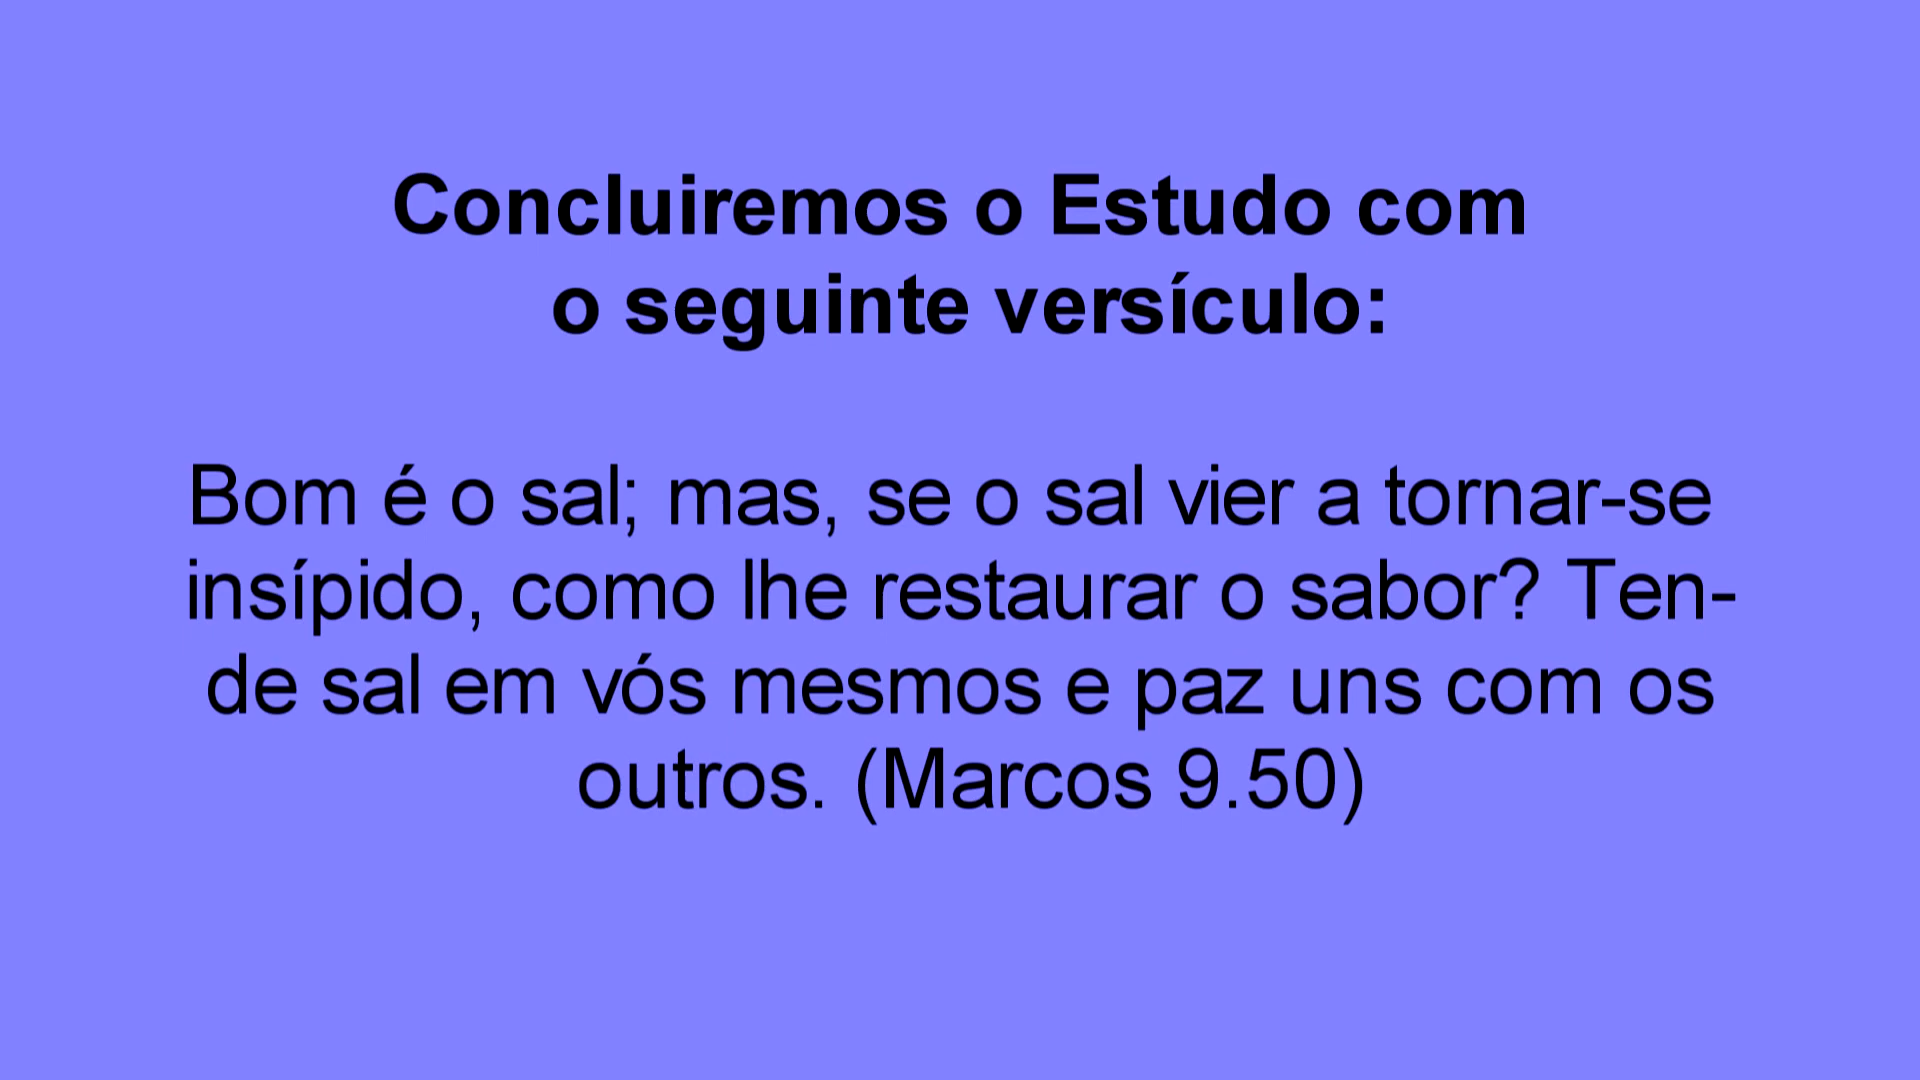 Concluiremos o Estudo com
o seguinte versículo:
Bom é o sal; mas, se o sal vier a tornar-se
insípido, como lhe restaurar o sabor? Ten-
de sal em vós mesmos e paz uns com os
outros. (Marcos 9.50)